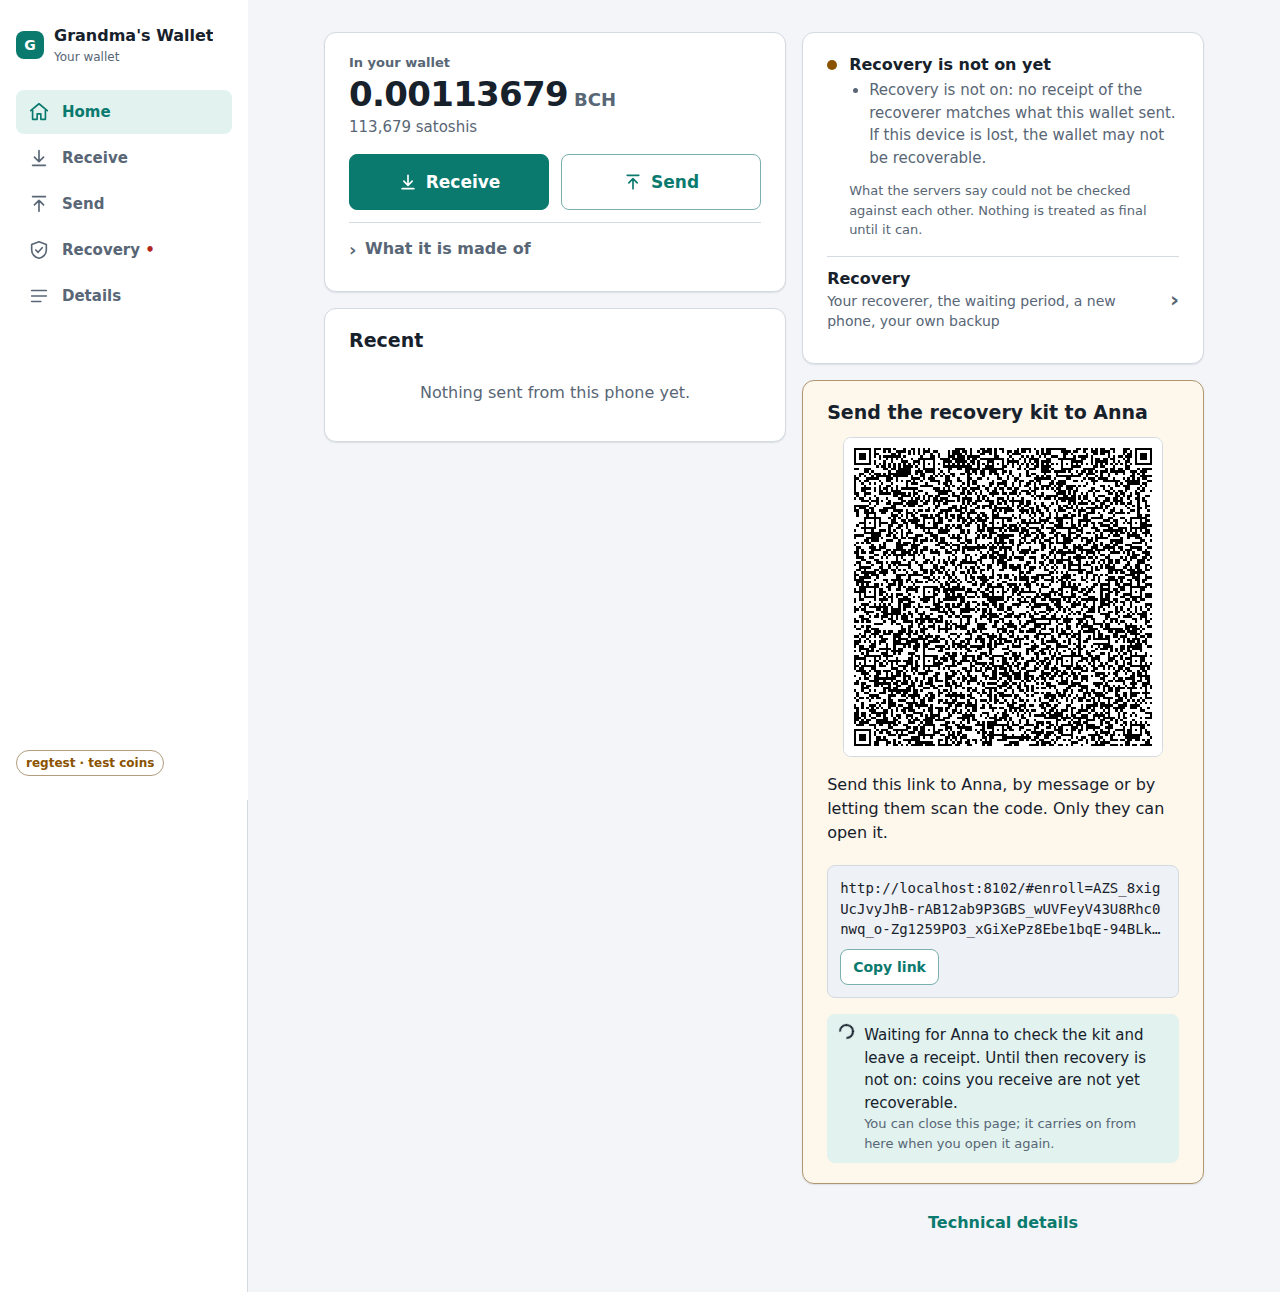 G
Grandma's Wallet
Your wallet
Home
Receive
Send
Recovery •
Details
regtest · test coins
In your wallet
0.00113679 BCH
113,679 satoshis
Receive
Send
› What it is made of
Recent
Nothing sent from this phone yet.
Recovery is not on yet
• Recovery is not on: no receipt of the
recoverer matches what this wallet sent.
If this device is lost, the wallet may not
be recoverable.
What the servers say could not be checked
against each other. Nothing is treated as final
until it can.
Recovery
Your recoverer, the waiting period, a new
phone, your own backup
›
Send the recovery kit to Anna
Send this link to Anna, by message or by
letting them scan the code. Only they can
open it.
http://localhost:8102/#enroll=AZS_8xig
UcJvyJhB-rAB12ab9P3GBS_wUVFeyV43U8Rhc0
nwq_o-Zg1259PO3_xGiXePz8Ebe1bqE-94BLk…
Copy link
Waiting for Anna to check the kit and
leave a receipt. Until then recovery is
not on: coins you receive are not yet
recoverable.
You can close this page; it carries on from
here when you open it again.
Technical details